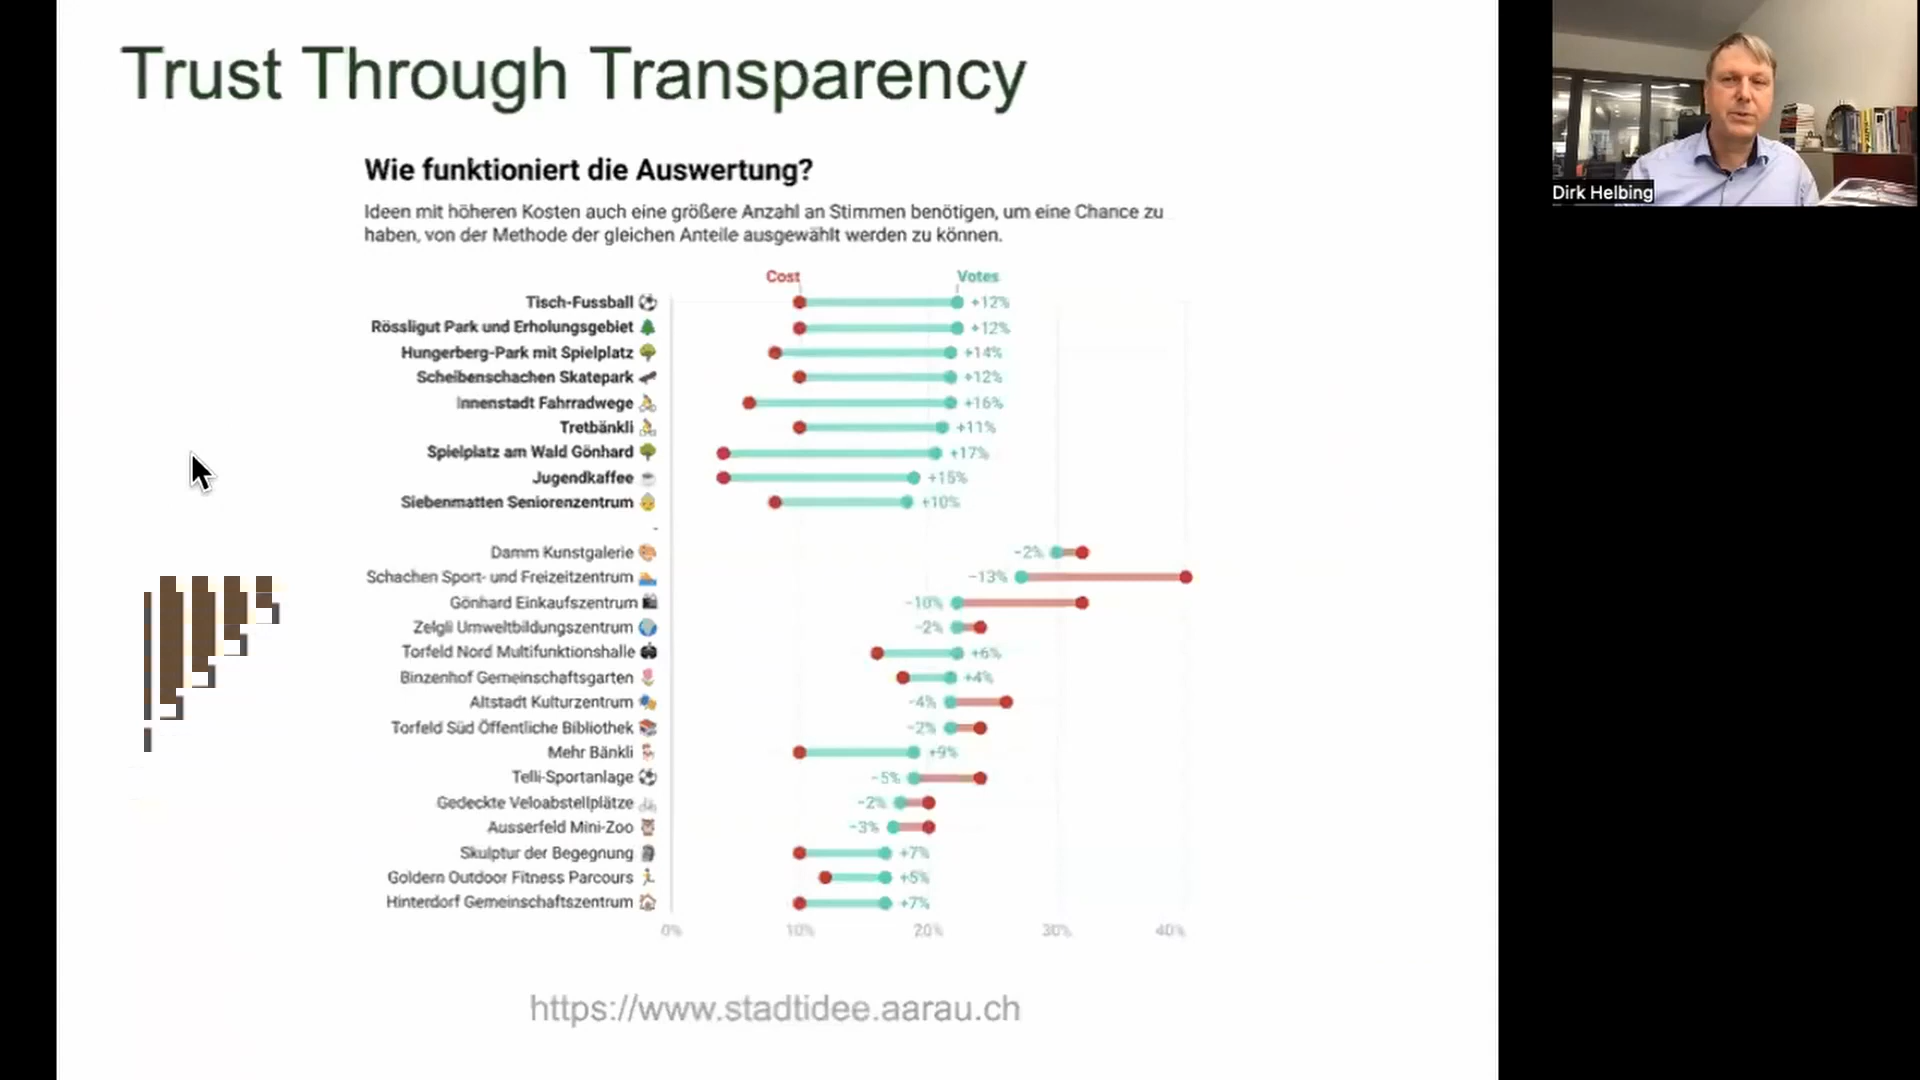 Trust Through Transparency
Wie funktioniert die Auswertung?
Ideen mit höheren Kosten auch eine größere Anzahl an Stimmen benötigen, um eine Chance zu
haben, von der Methode der gleichen Anteile ausgewählt werden zu können.
Cost Votes
Tisch-Fussball +12%
Rössligut Park und Erholungsgebiet +12%
Hungerberg-Park mit Spielplatz +14%
Scheibenschachen Skatepark +12%
Innenstadt Fahrradwege +16%
Tretbänkli +11%
Spielplatz am Wald Gönhard +17%
Jugendkaffee +15%
Siebenmatten Seniorenzentrum +10%
-
Damm Kunstgalerie -2%
Schachen Sport- und Freizeitzentrum -13%
Gönhard Einkaufszentrum -10%
Zelgli Umweltbildungszentrum -2%
Torfeld Nord Multifunktionshalle +6%
Binzenhof Gemeinschaftsgarten +4%
Altstadt Kulturzentrum -4%
Torfeld Süd Öffentliche Bibliothek -2%
Mehr Bänkli +9%
Telli-Sportanlage -5%
Gedeckte Veloabstellplätze -2%
Ausserfeld Mini-Zoo -3%
Skulptur der Begegnung +7%
Goldern Outdoor Fitness Parcours +5%
Hinterdorf Gemeinschaftszentrum +7%
0% 10% 20% 30% 40%
https://www.stadtidee.aarau.ch
Dirk Helbing